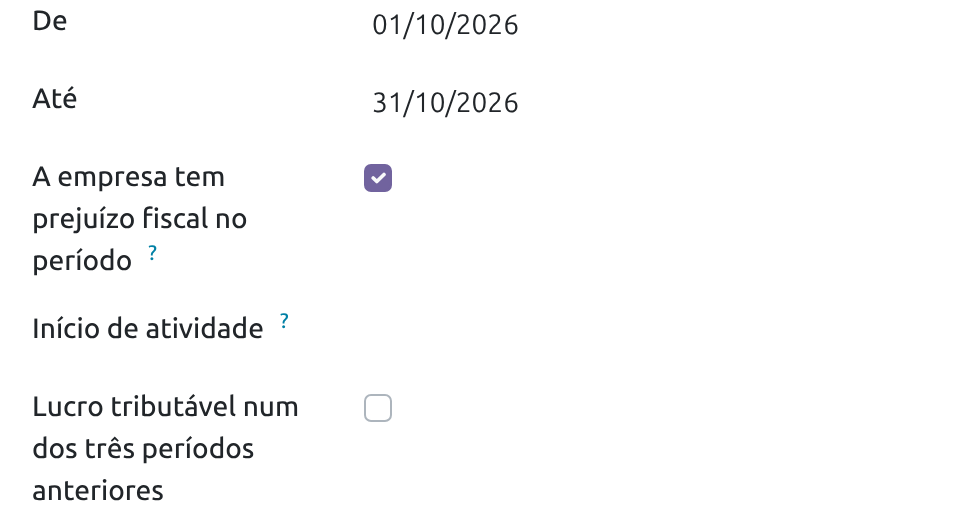 De
01/10/2026
Até
31/10/2026
A empresa tem
prejuízo fiscal no
período ?
Início de atividade ?
Lucro tributável num
dos três períodos
anteriores